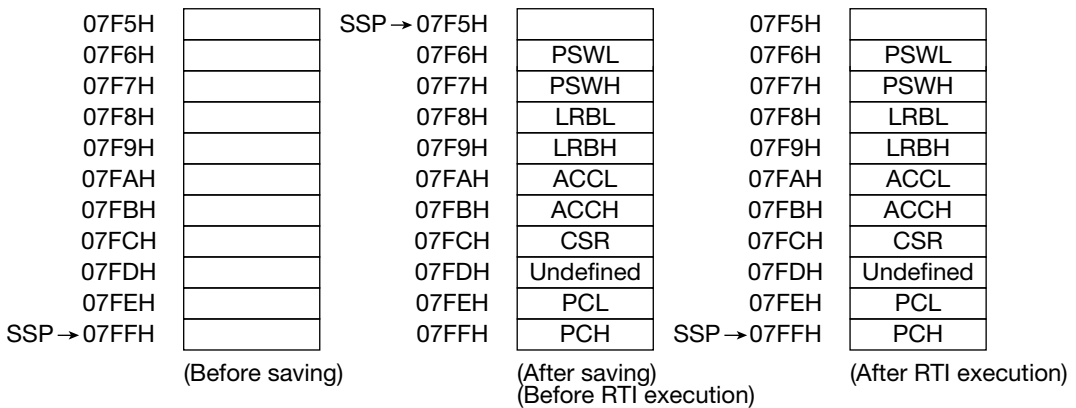 07F5H SSP→07F5H 07F5H
07F6H 07F6H PSWL 07F6H PSWL
07F7H 07F7H PSWH 07F7H PSWH
07F8H 07F8H LRBL 07F8H LRBL
07F9H 07F9H LRBH 07F9H LRBH
07FAH 07FAH ACCL 07FAH ACCL
07FBH 07FBH ACCH 07FBH ACCH
07FCH 07FCH CSR 07FCH CSR
07FDH 07FDH Undefined 07FDH Undefined
07FEH 07FEH PCL 07FEH PCL
SSP→07FFH 07FFH PCH SSP→07FFH PCH
(Before saving) (After saving) (After RTI execution)
(Before RTI execution)